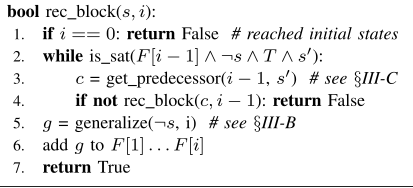 bool rec_block(s, i):
1. if i == 0: return False # reached initial states
2. while is_sat(F[i − 1] ∧ ¬s ∧ T ∧ s′):
3. c = get_predecessor(i − 1, s′) # see §III-C
4. if not rec_block(c, i − 1): return False
5. g = generalize(¬s, i) # see §III-B
6. add g to F[1] . . . F[i]
7. return True